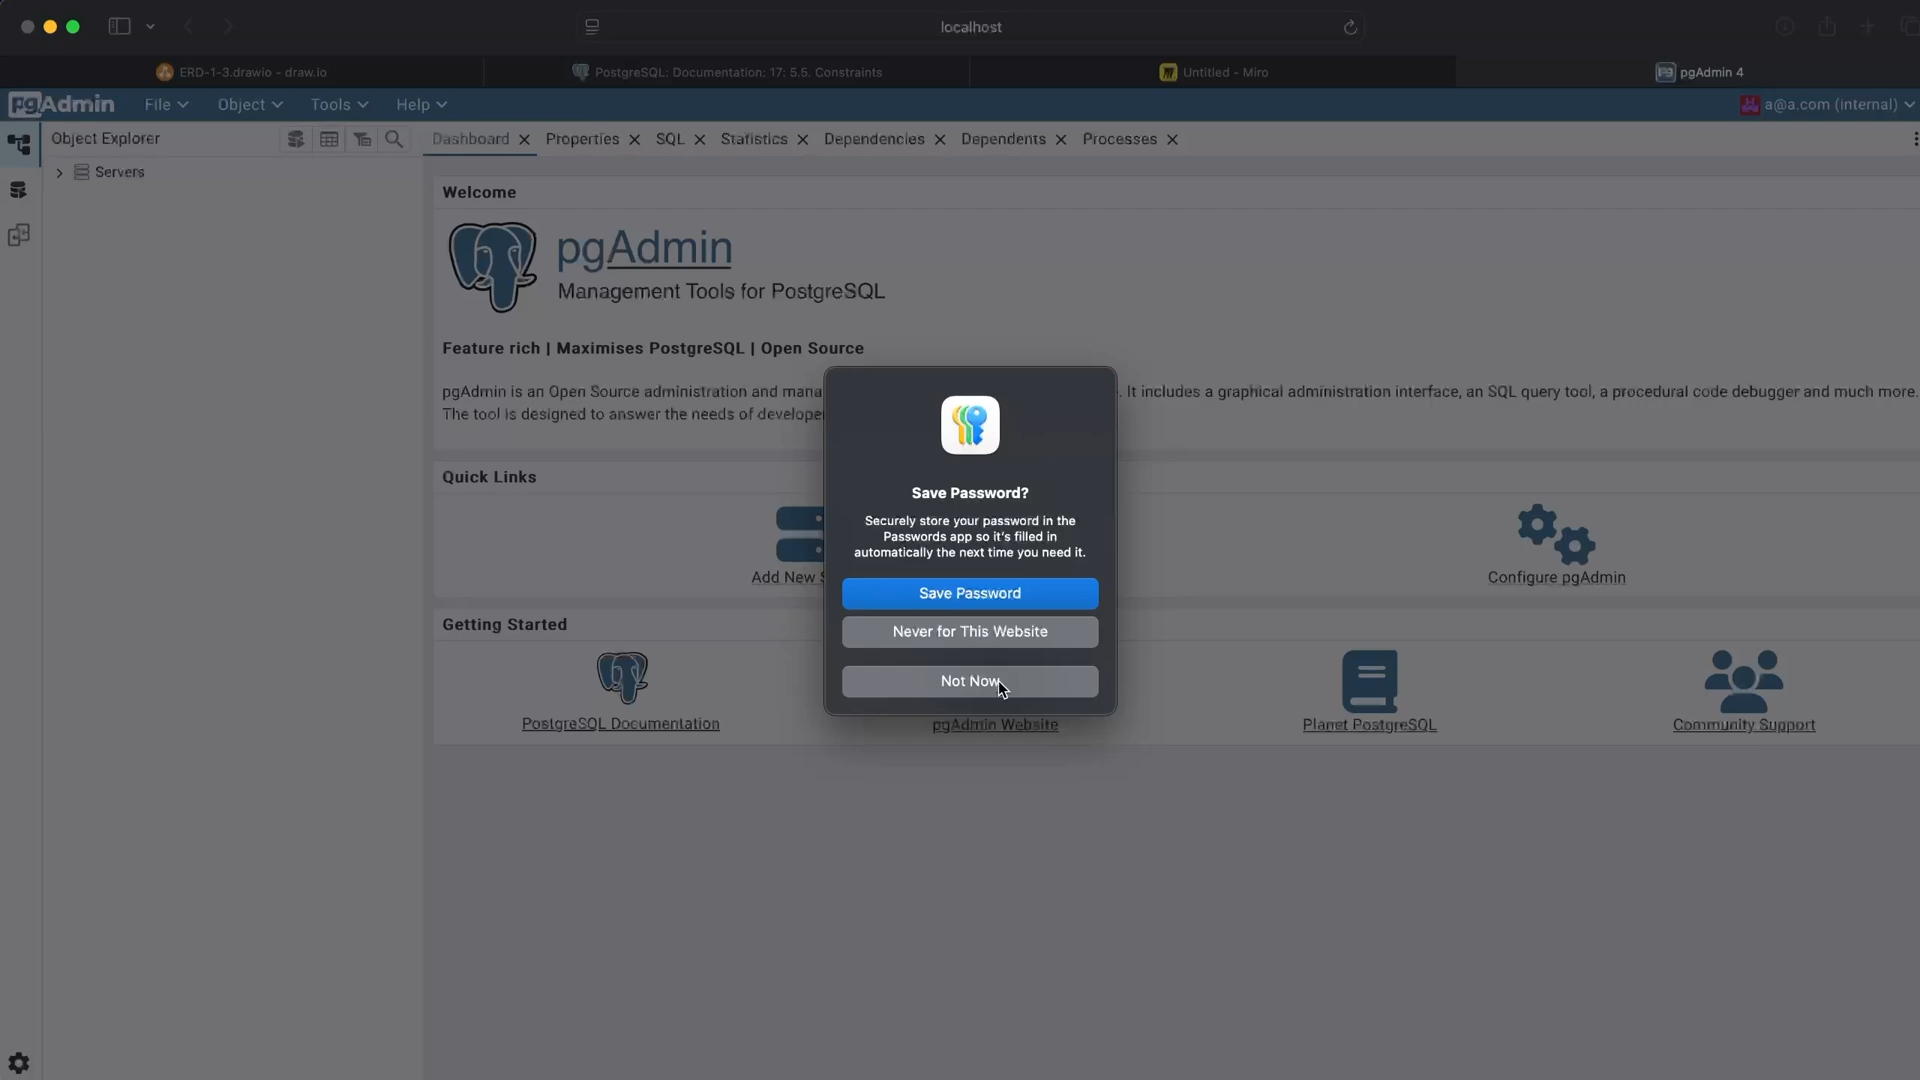 localhost
ERD-1-3.drawio - draw.io
PostgreSQL: Documentation: 17: 5.5. Constraints
Untitled - Miro
pgAdmin 4
pgAdmin
File
Object
Tools
Help
a@a.com (internal)
Object Explorer
Dashboard
Properties
SQL
Statistics
Dependencies
Dependents
Processes
Servers
Welcome
pgAdmin
Management Tools for PostgreSQL
Feature rich | Maximises PostgreSQL | Open Source
pgAdmin is an Open Source administration and mana
. It includes a graphical administration interface, an SQL query tool, a procedural code debugger and much more.
The tool is designed to answer the needs of develope
Save Password?
Securely store your password in the
Passwords app so it's filled in
automatically the next time you need it.
Save Password
Never for This Website
Not Now
Quick Links
Add New S
Configure pgAdmin
Getting Started
PostgreSQL Documentation
pgAdmin Website
Planet PostgreSQL
Community Support